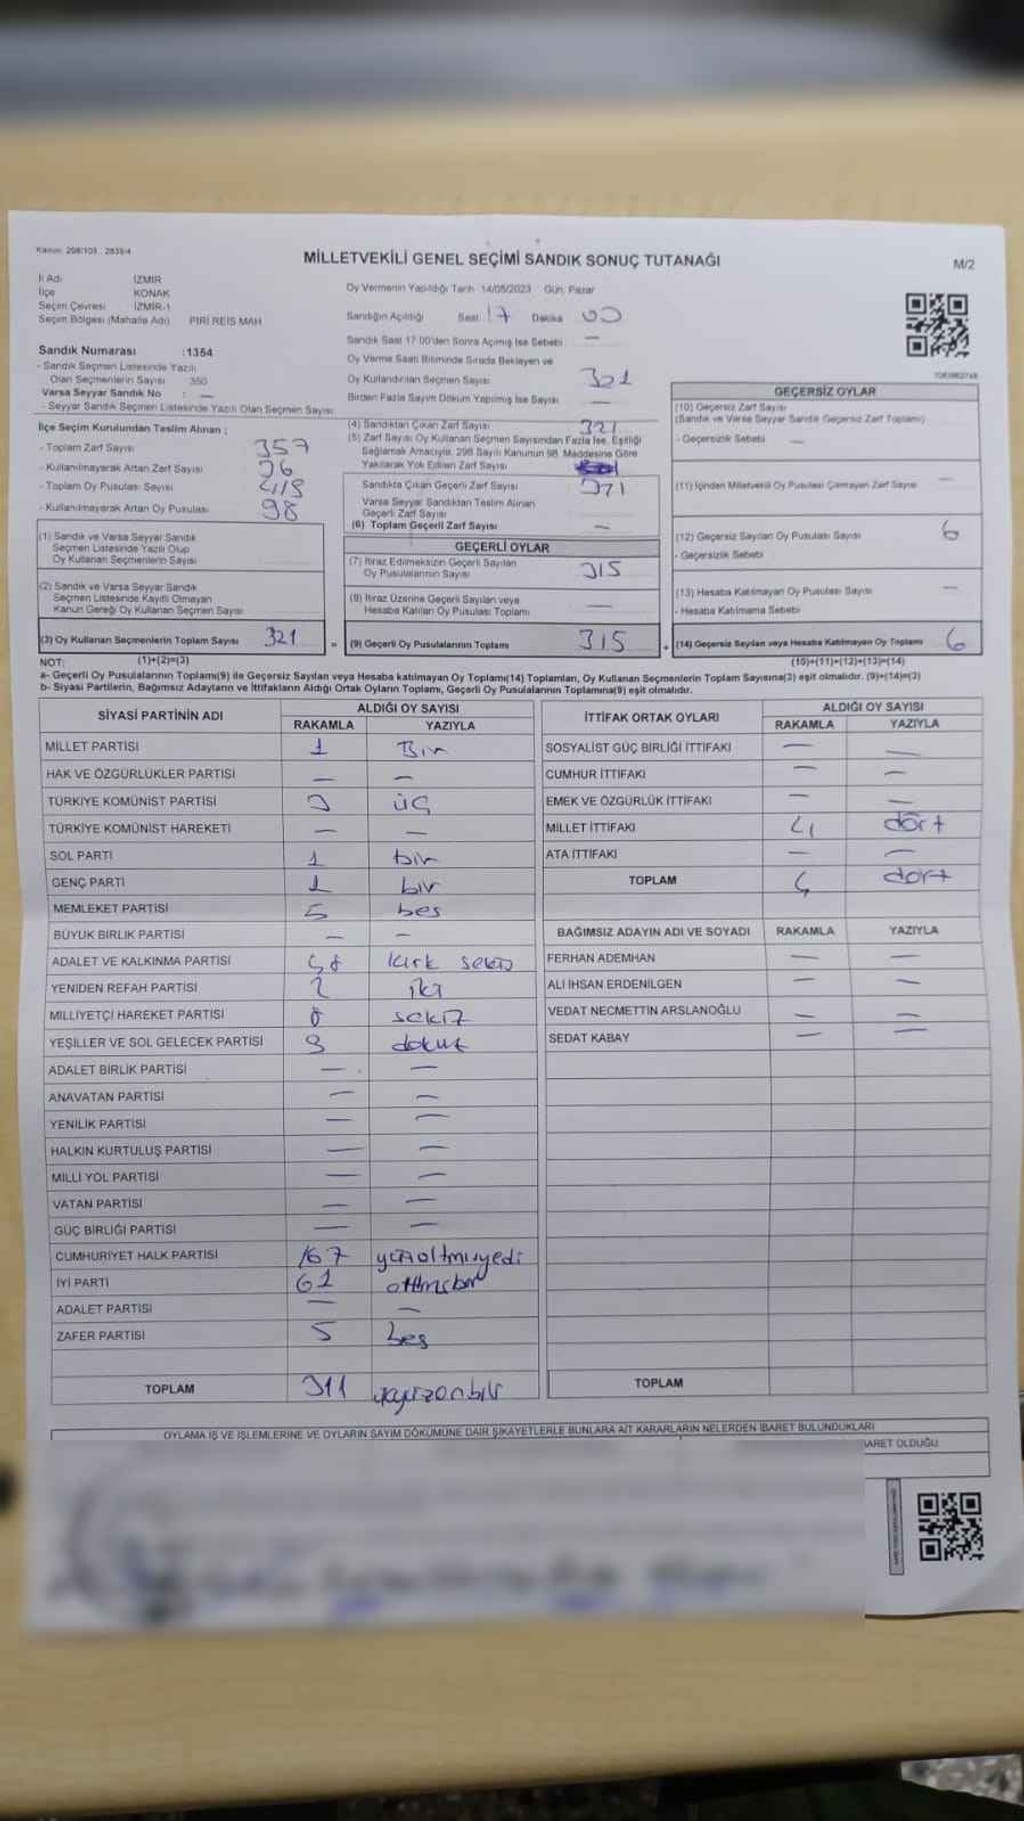 Kanun: 298/103 2839/4
MİLLETVEKİLİ GENEL SEÇİMİ SANDIK SONUÇ TUTANAĞI
M/2
İl Adı İZMİR
İlçe KONAK
Seçim Çevresi İZMİR-1
Seçim Bölgesi (Mahalle Adı) PİRİ REİS MAH
Sandık Numarası :1354
- Sandık Seçmen Listesinde Yazılı
Olan Seçmenlerin Sayısı 350
Varsa Seyyar Sandık No : —
- Seyyar Sandık Seçmen Listesinde Yazılı Olan Seçmen Sayısı
İlçe Seçim Kurulundan Teslim Alınan :
- Toplam Zarf Sayısı 357
- Kullanılmayarak Artan Zarf Sayısı
- Toplam Oy Pusulası Sayısı 418
- Kullanılmayarak Artan Oy Pusulası 98
(1) Sandık ve Varsa Seyyar Sandık
Seçmen Listesinde Yazılı Olup
Oy Kullanan Seçmenlerin Sayısı
(2) Sandık ve Varsa Seyyar Sandık
Seçmen Listesinde Kayıtlı Olmayan
Kanun Gereği Oy Kullanan Seçmen Sayısı
(3) Oy Kullanan Seçmenlerin Toplam Sayısı 321
(1)+(2)=(3)
Oy Vermenin Yapıldığı Tarih 14/05/2023 Gün: Pazar
Sandığın Açıldığı Saat 17 Dakika 00
Sandık Saat 17.00'den Sonra Açılmış İse Sebebi —
Oy Verme Saati Bitiminde Sırada Bekleyen ve
Oy Kullandırılan Seçmen Sayısı 321
Birden Fazla Sayım Döküm Yapılmış İse Sayısı —
(4) Sandıktan Çıkan Zarf Sayısı 321
(5) Zarf Sayısı Oy Kullanan Seçmen Sayısından Fazla İse, Eşitliği
Sağlamak Amacıyla, 298 Sayılı Kanunun 98. Maddesine Göre
Yakılarak Yok Edilen Zarf Sayısı
Sandıkta Çıkan Geçerli Zarf Sayısı 321
Varsa Seyyar Sandıktan Teslim Alınan
Geçerli Zarf Sayısı
(6) Toplam Geçerli Zarf Sayısı —
GEÇERLİ OYLAR
(7) İtiraz Edilmeksizin Geçerli Sayılan
Oy Pusulalarının Sayısı 315
(8) İtiraz Üzerine Geçerli Sayılan veya
Hesaba Katılan Oy Pusulası Toplamı —
= (9) Geçerli Oy Pusulalarının Toplamı 315
GEÇERSİZ OYLAR
(10) Geçersiz Zarf Sayısı
(Sandık ve Varsa Seyyar Sandık Geçersiz Zarf Toplamı)
- Geçersizlik Sebebi —
(11) İçinden Milletvekili Oy Pusulası Çıkmayan Zarf Sayısı —
(12) Geçersiz Sayılan Oy Pusulası Sayısı 6
- Geçersizlik Sebebi
(13) Hesaba Katılmayan Oy Pusulası Sayısı —
- Hesaba Katılmama Sebebi
+ (14) Geçersiz Sayılan veya Hesaba Katılmayan Oy Toplamı 6
(10)+(11)+(12)+(13)=(14)
NOT:
a- Geçerli Oy Pusulalarının Toplamı(9) ile Geçersiz Sayılan veya Hesaba katılmayan Oy Toplamı(14) Toplamları, Oy Kullanan Seçmenlerin Toplam Sayısına(3) eşit olmalıdır. (9)+(14)=(3)
b- Siyasi Partilerin, Bağımsız Adayların ve İttifakların Aldığı Ortak Oyların Toplamı, Geçerli Oy Pusulalarının Toplamına(9) eşit olmalıdır.
SİYASİ PARTİNİN ADI ALDIĞI OY SAYISI
RAKAMLA YAZIYLA
MİLLET PARTİSİ 1 Bir
HAK VE ÖZGÜRLÜKLER PARTİSİ — —
TÜRKİYE KOMÜNİST PARTİSİ 3 üç
TÜRKİYE KOMÜNİST HAREKETİ — —
SOL PARTİ 1 bir
GENÇ PARTİ 1 bir
MEMLEKET PARTİSİ 5 beş
BÜYÜK BİRLİK PARTİSİ — —
ADALET VE KALKINMA PARTİSİ 48 kırk sekiz
YENİDEN REFAH PARTİSİ 2 iki
MİLLİYETÇİ HAREKET PARTİSİ 8 sekiz
YEŞİLLER VE SOL GELECEK PARTİSİ 9 dokuz
ADALET BİRLİK PARTİSİ — —
ANAVATAN PARTİSİ — —
YENİLİK PARTİSİ — —
HALKIN KURTULUŞ PARTİSİ — —
MİLLİ YOL PARTİSİ — —
VATAN PARTİSİ — —
GÜÇ BİRLİĞİ PARTİSİ — —
CUMHURİYET HALK PARTİSİ 167 yüzaltmışyedi
İYİ PARTİ 61 altmışbir
ADALET PARTİSİ — —
ZAFER PARTİSİ 5 beş
TOPLAM 311
İTTİFAK ORTAK OYLARI ALDIĞI OY SAYISI
RAKAMLA YAZIYLA
SOSYALİST GÜÇ BİRLİĞİ İTTİFAKI — —
CUMHUR İTTİFAKI — —
EMEK VE ÖZGÜRLÜK İTTİFAKI — —
MİLLET İTTİFAKI 4 dört
ATA İTTİFAKI — —
TOPLAM 4 dört
BAĞIMSIZ ADAYIN ADI VE SOYADI RAKAMLA YAZIYLA
FERHAN ADEMHAN — —
ALİ İHSAN ERDENİLGEN — —
VEDAT NECMETTİN ARSLANOĞLU — —
SEDAT KABAY — —
TOPLAM
OYLAMA İŞ VE İŞLEMLERİNE VE OYLARIN SAYIM DÖKÜMÜNE DAİR ŞİKAYETLERLE BUNLARA AİT KARARLARIN NELERDEN İBARET BULUNDUKLARI
İBARET OLDUĞU